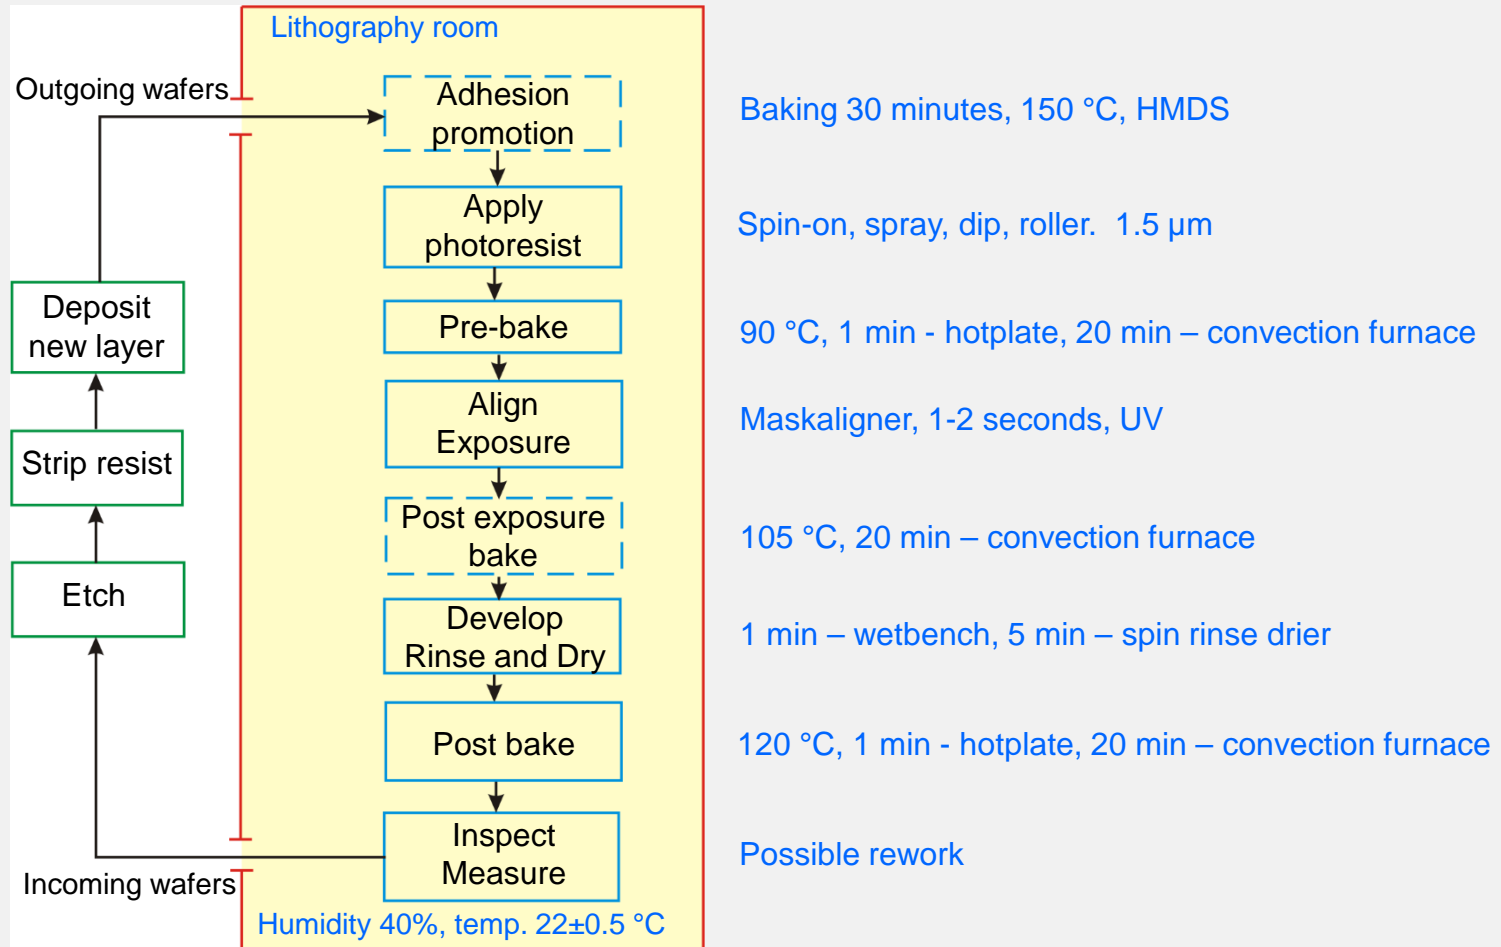 Lithography room
Outgoing wafers
Adhesion
promotion
Baking 30 minutes, 150 °C, HMDS
Apply
photoresist
Spin-on, spray, dip, roller.  1.5 µm
Deposit
new layer
Pre-bake
90 °C, 1 min - hotplate, 20 min – convection furnace
Align
Exposure
Maskaligner, 1-2 seconds, UV
Strip resist
Post exposure
bake
105 °C, 20 min – convection furnace
Etch
Develop
Rinse and Dry
1 min – wetbench, 5 min – spin rinse drier
Post bake
120 °C, 1 min - hotplate, 20 min – convection furnace
Inspect
Measure
Possible rework
Incoming wafers
Humidity 40%, temp. 22±0.5 °C